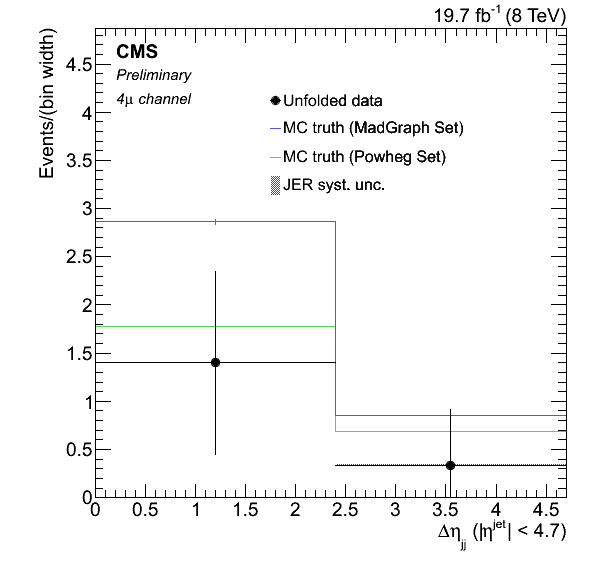 19.7 fb⁻¹ (8 TeV)
CMS
Preliminary
4μ channel
Unfolded data
MC truth (MadGraph Set)
MC truth (Powheg Set)
JER syst. unc.
Events/(bin width)
4.5
4
3.5
3
2.5
2
1.5
1
0.5
0
0 0.5 1 1.5 2 2.5 3 3.5 4 4.5
Δη_jj (|η^jet| < 4.7)